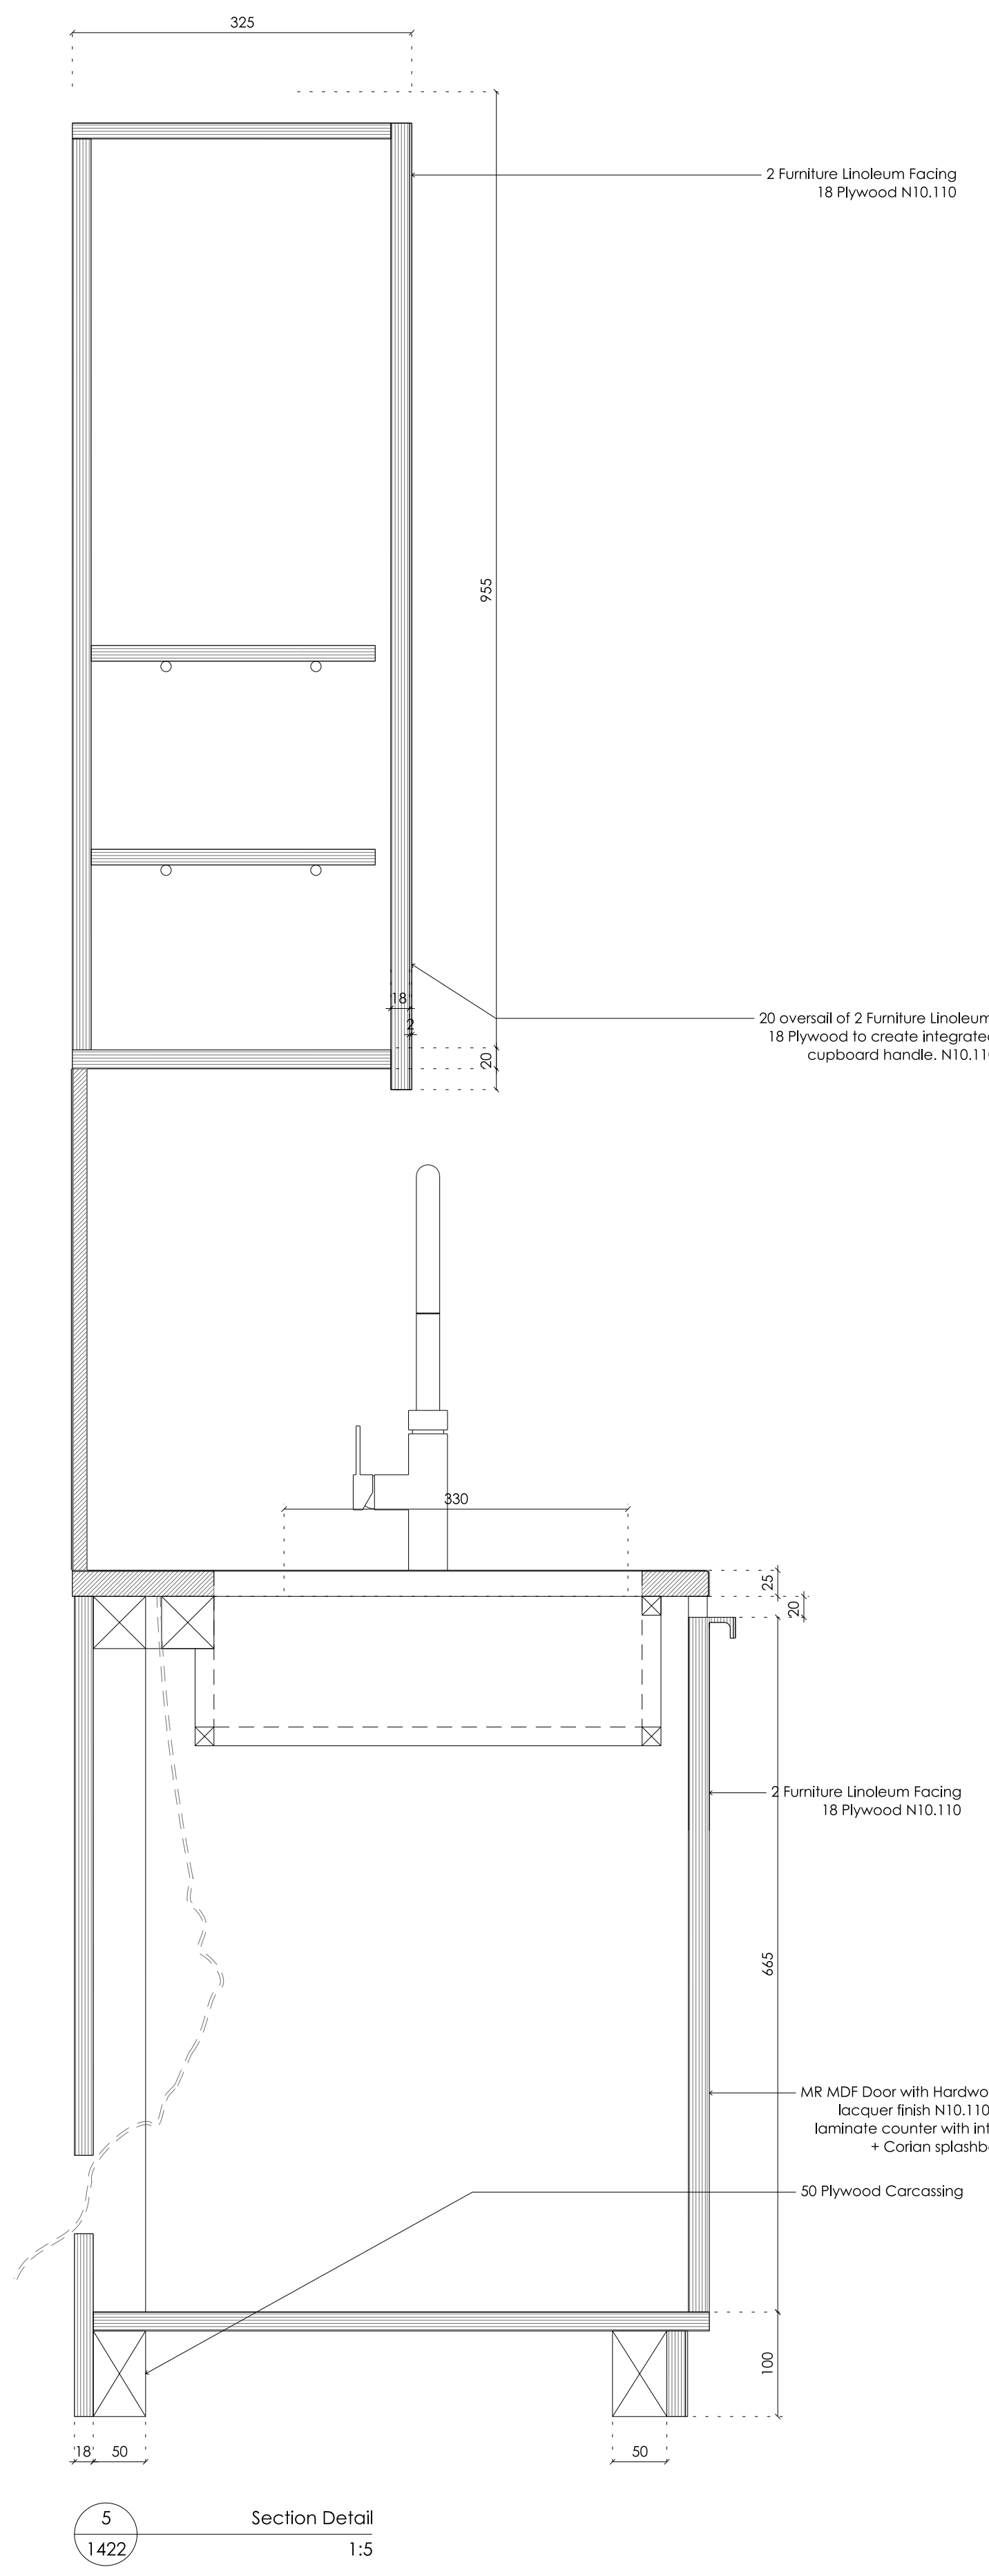 325
2 Furniture Linoleum Facing
18 Plywood N10.110
955
18
2
20 oversail of 2 Furniture Linoleum
18 Plywood to create integrate
cupboard handle. N10.11
20
330
25
20
2 Furniture Linoleum Facing
18 Plywood N10.110
665
MR MDF Door with Hardwo
lacquer finish N10.110
laminate counter with int
+ Corian splashb
50 Plywood Carcassing
100
18
50
50
5
Section Detail
1422
1:5